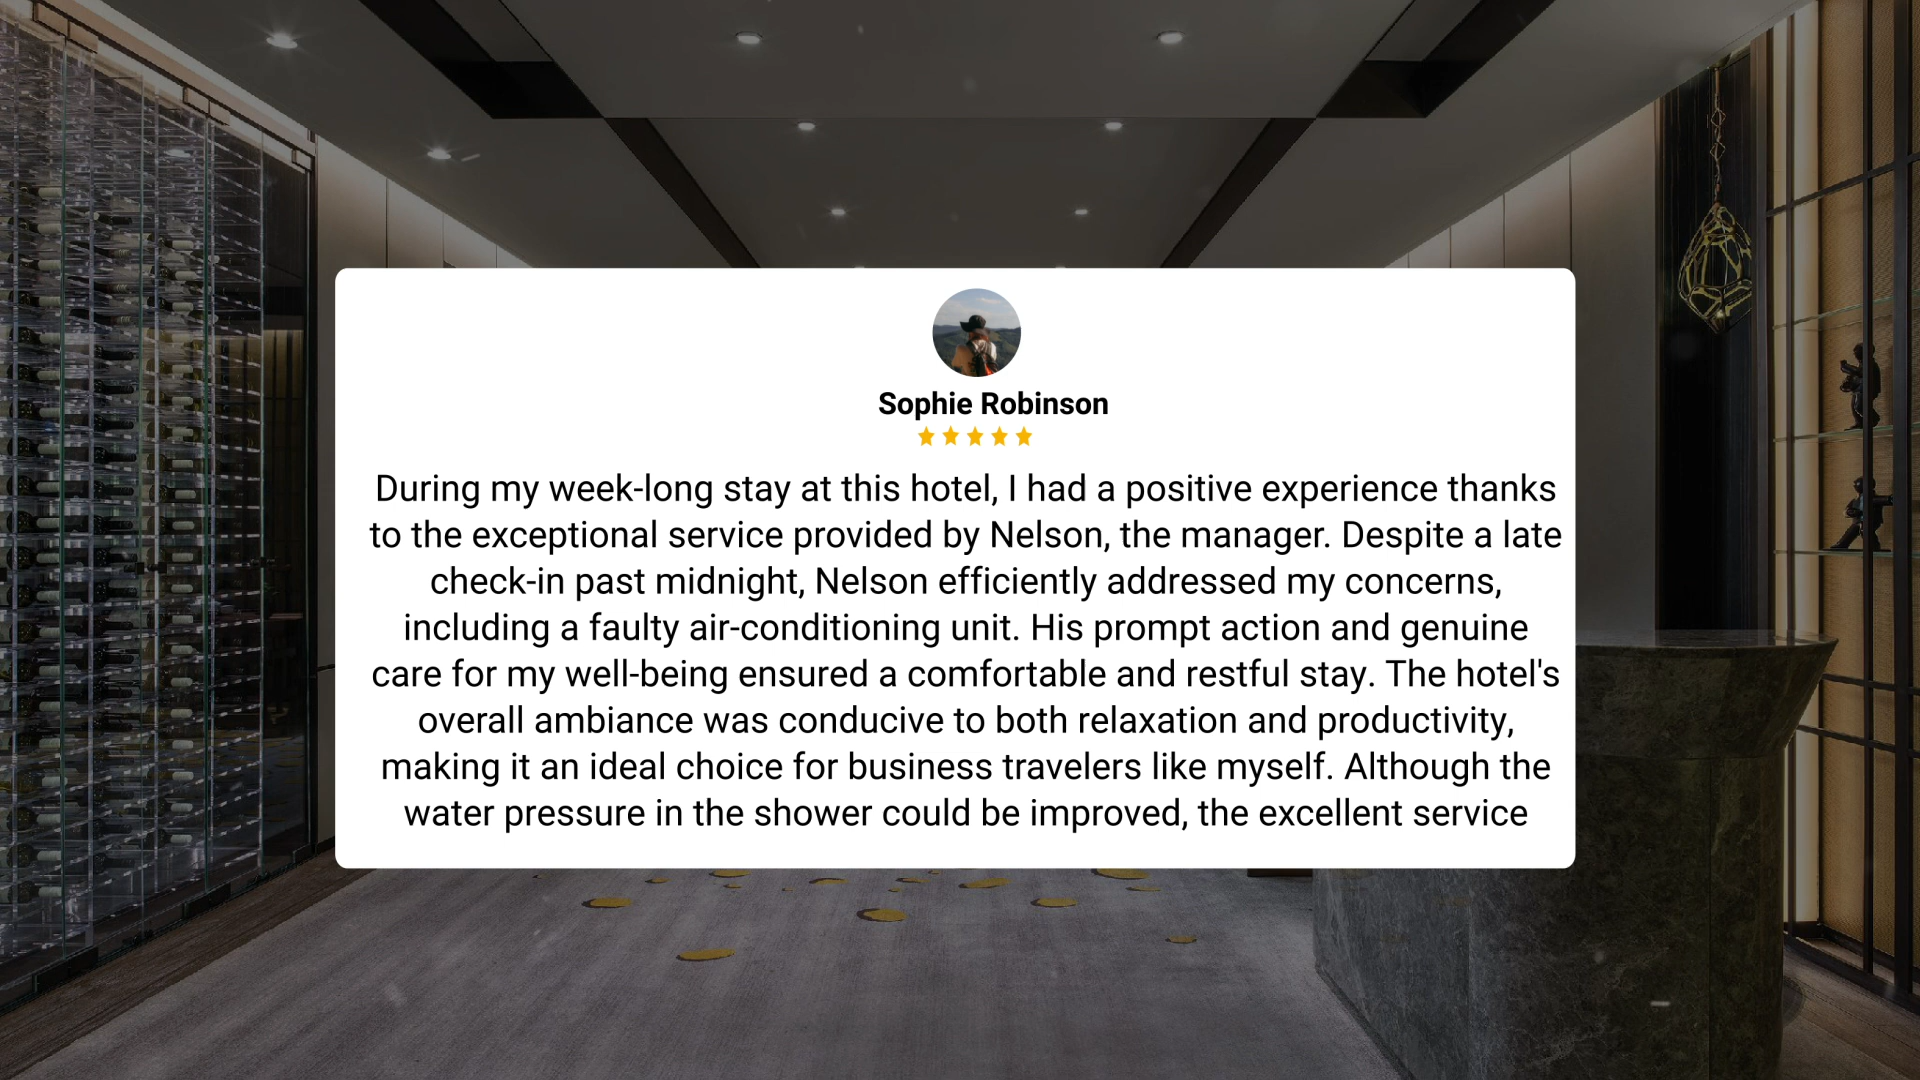 Sophie Robinson
During my week-long stay at this hotel, I had a positive experience thanks
to the exceptional service provided by Nelson, the manager. Despite a late
check-in past midnight, Nelson efficiently addressed my concerns,
including a faulty air-conditioning unit. His prompt action and genuine
care for my well-being ensured a comfortable and restful stay. The hotel's
overall ambiance was conducive to both relaxation and productivity,
making it an ideal choice for business travelers like myself. Although the
water pressure in the shower could be improved, the excellent service